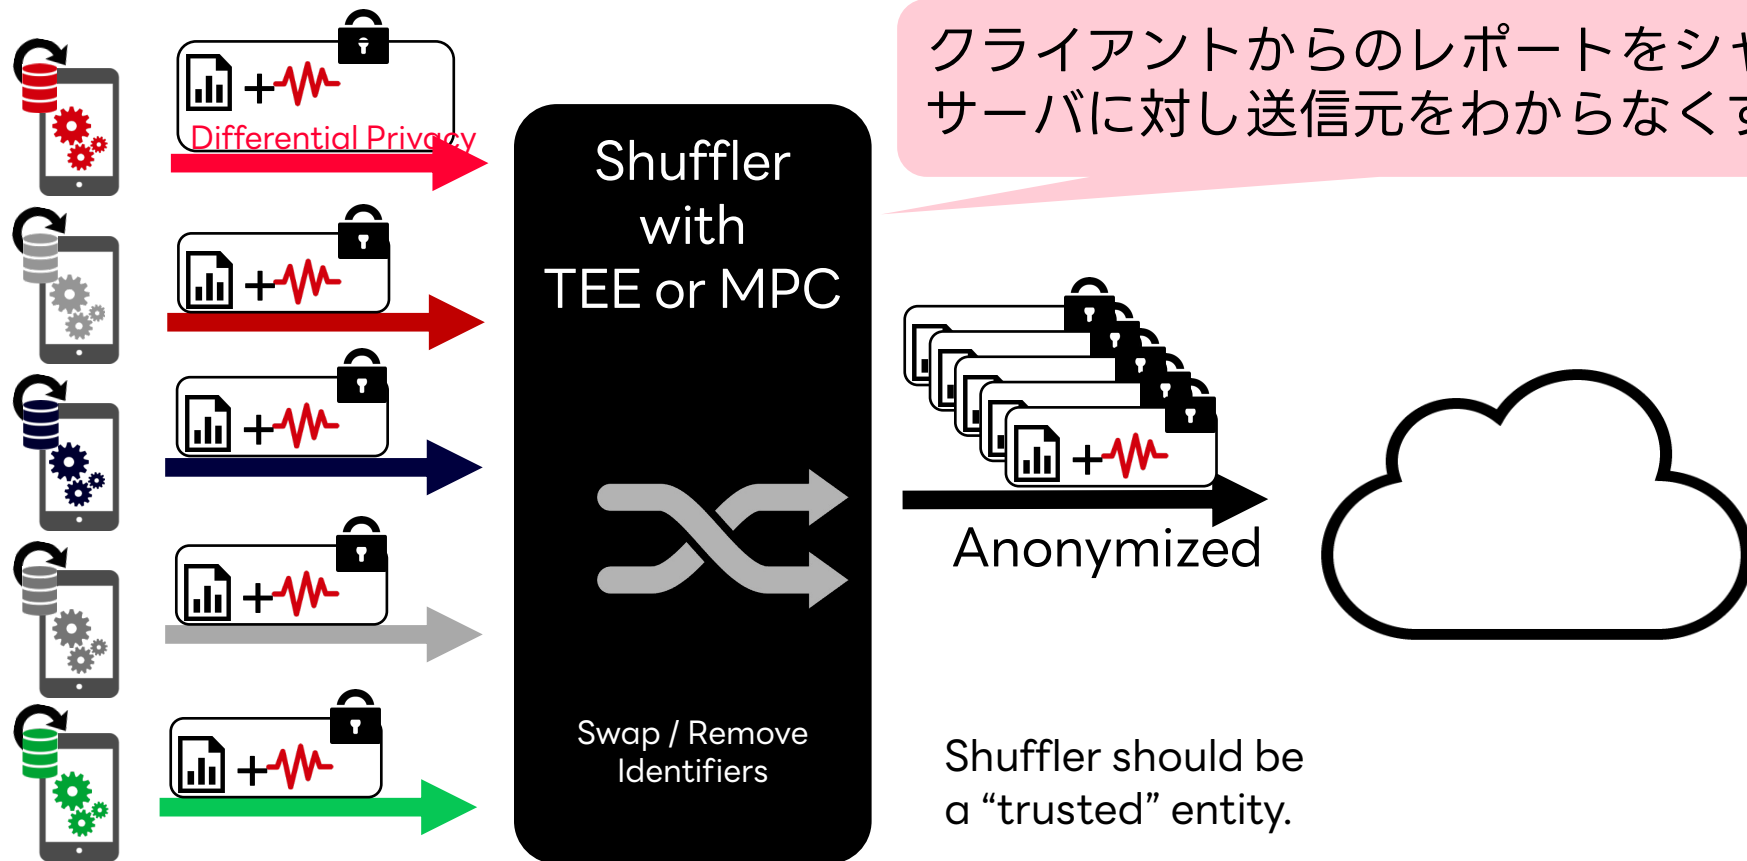 クライアントからのレポートをシャ
サーバに対し送信元をわからなくす
Differential Privacy
Shuffler
with
TEE or MPC
Swap / Remove
Identifiers
Anonymized
Shuffler should be
a “trusted” entity.